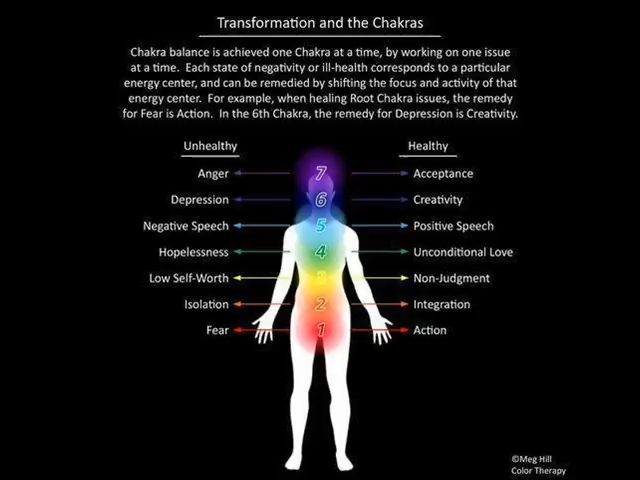 Transformation and the Chakras
Chakra balance is achieved one Chakra at a time, by working on one issue
at a time. Each state of negativity or ill-health corresponds to a particular
energy center, and can be remedied by shifting the focus and activity of that
energy center. For example, when healing Root Chakra issues, the remedy
for Fear is Action. In the 6th Chakra, the remedy for Depression is Creativity.
Unhealthy Healthy
Anger 7 Acceptance
Depression 6 Creativity
Negative Speech 5 Positive Speech
Hopelessness 4 Unconditional Love
Low Self-Worth 3 Non-Judgment
Isolation 2 Integration
Fear 1 Action
©Meg Hill
Color Therapy